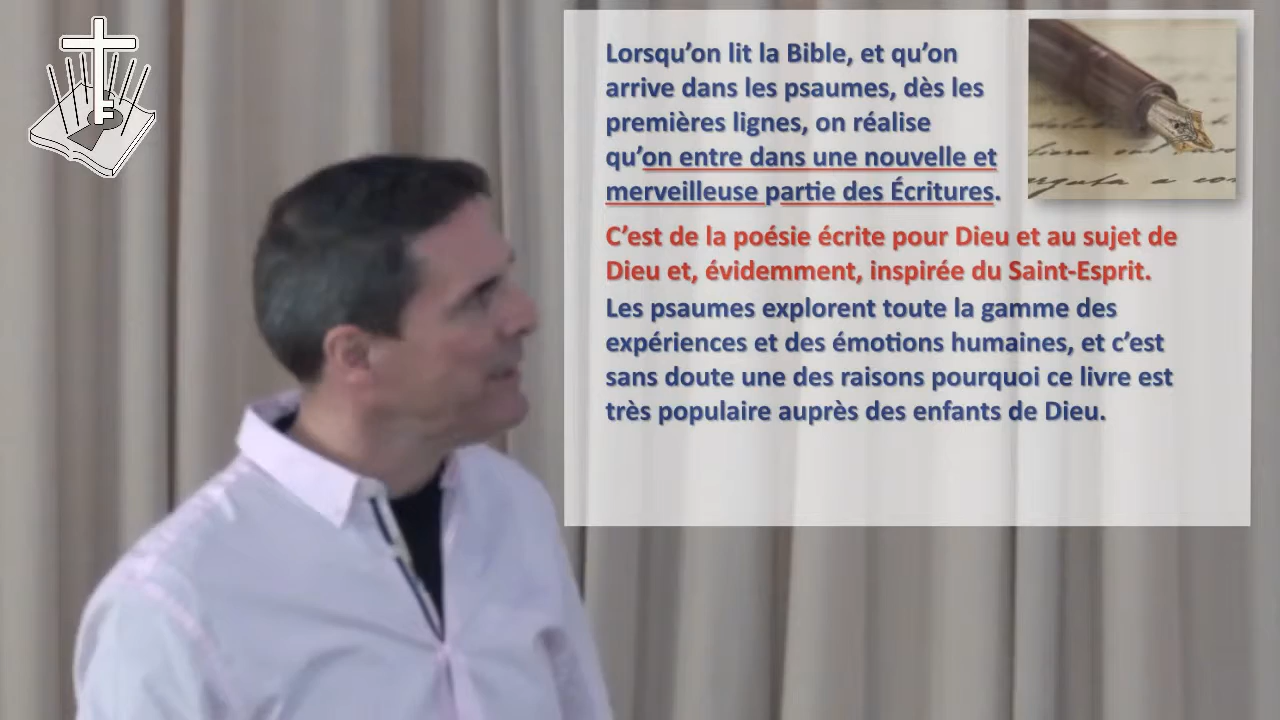 Lorsqu'on lit la Bible, et qu'on
arrive dans les psaumes, dès les
premières lignes, on réalise
qu'on entre dans une nouvelle et
merveilleuse partie des Écritures.
C'est de la poésie écrite pour Dieu et au sujet de
Dieu et, évidemment, inspirée du Saint-Esprit.
Les psaumes explorent toute la gamme des
expériences et des émotions humaines, et c'est
sans doute une des raisons pourquoi ce livre est
très populaire auprès des enfants de Dieu.